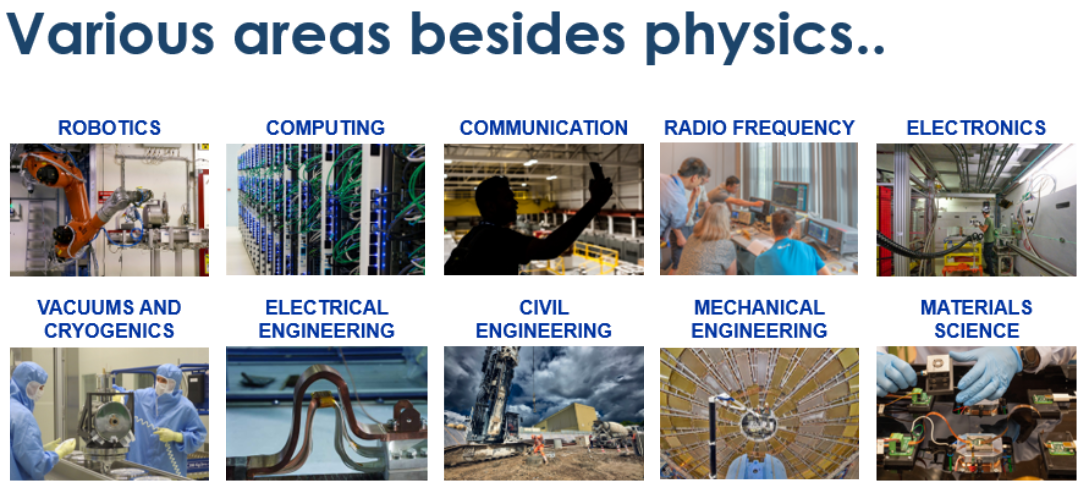 Various areas besides physics..
ROBOTICS
COMPUTING
COMMUNICATION
RADIO FREQUENCY
ELECTRONICS
VACUUMS AND
CRYOGENICS
ELECTRICAL
ENGINEERING
CIVIL
ENGINEERING
MECHANICAL
ENGINEERING
MATERIALS
SCIENCE